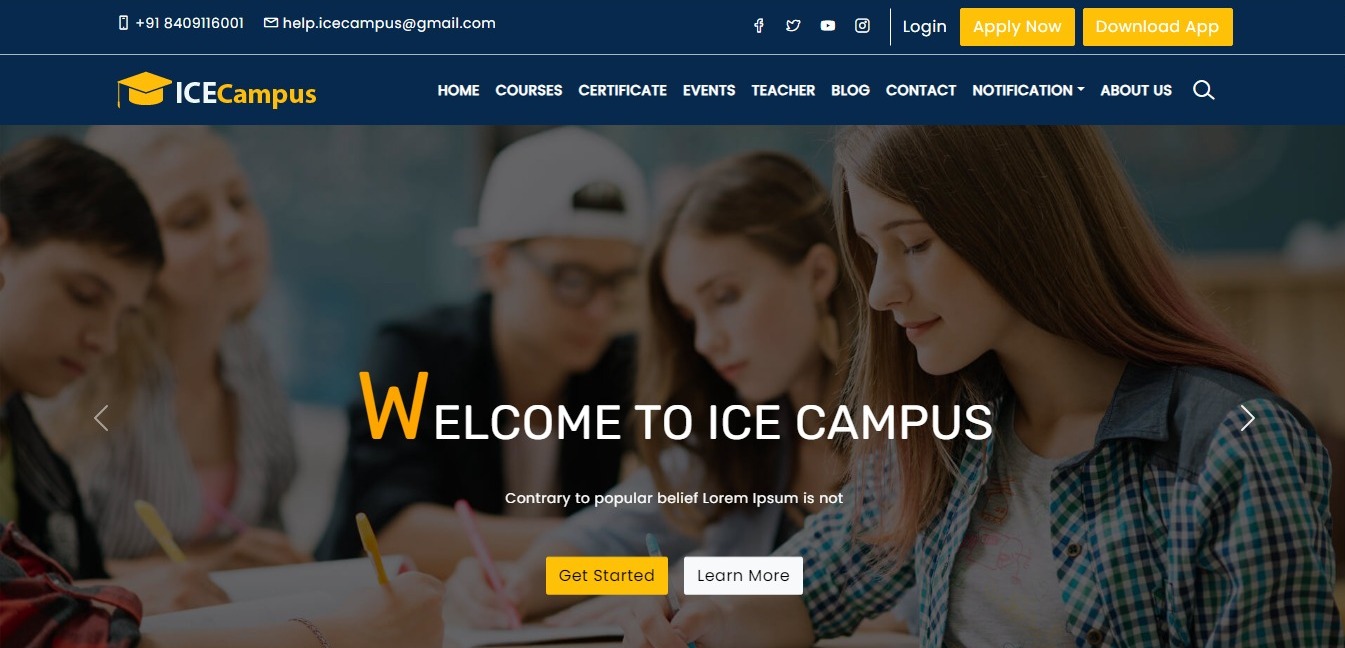 +91 8409116001 help.icecampus@gmail.com Login Apply Now Download App
ICECampus HOME COURSES CERTIFICATE EVENTS TEACHER BLOG CONTACT NOTIFICATION ABOUT US
WELCOME TO ICE CAMPUS
Contrary to popular belief Lorem Ipsum is not
Get Started Learn More